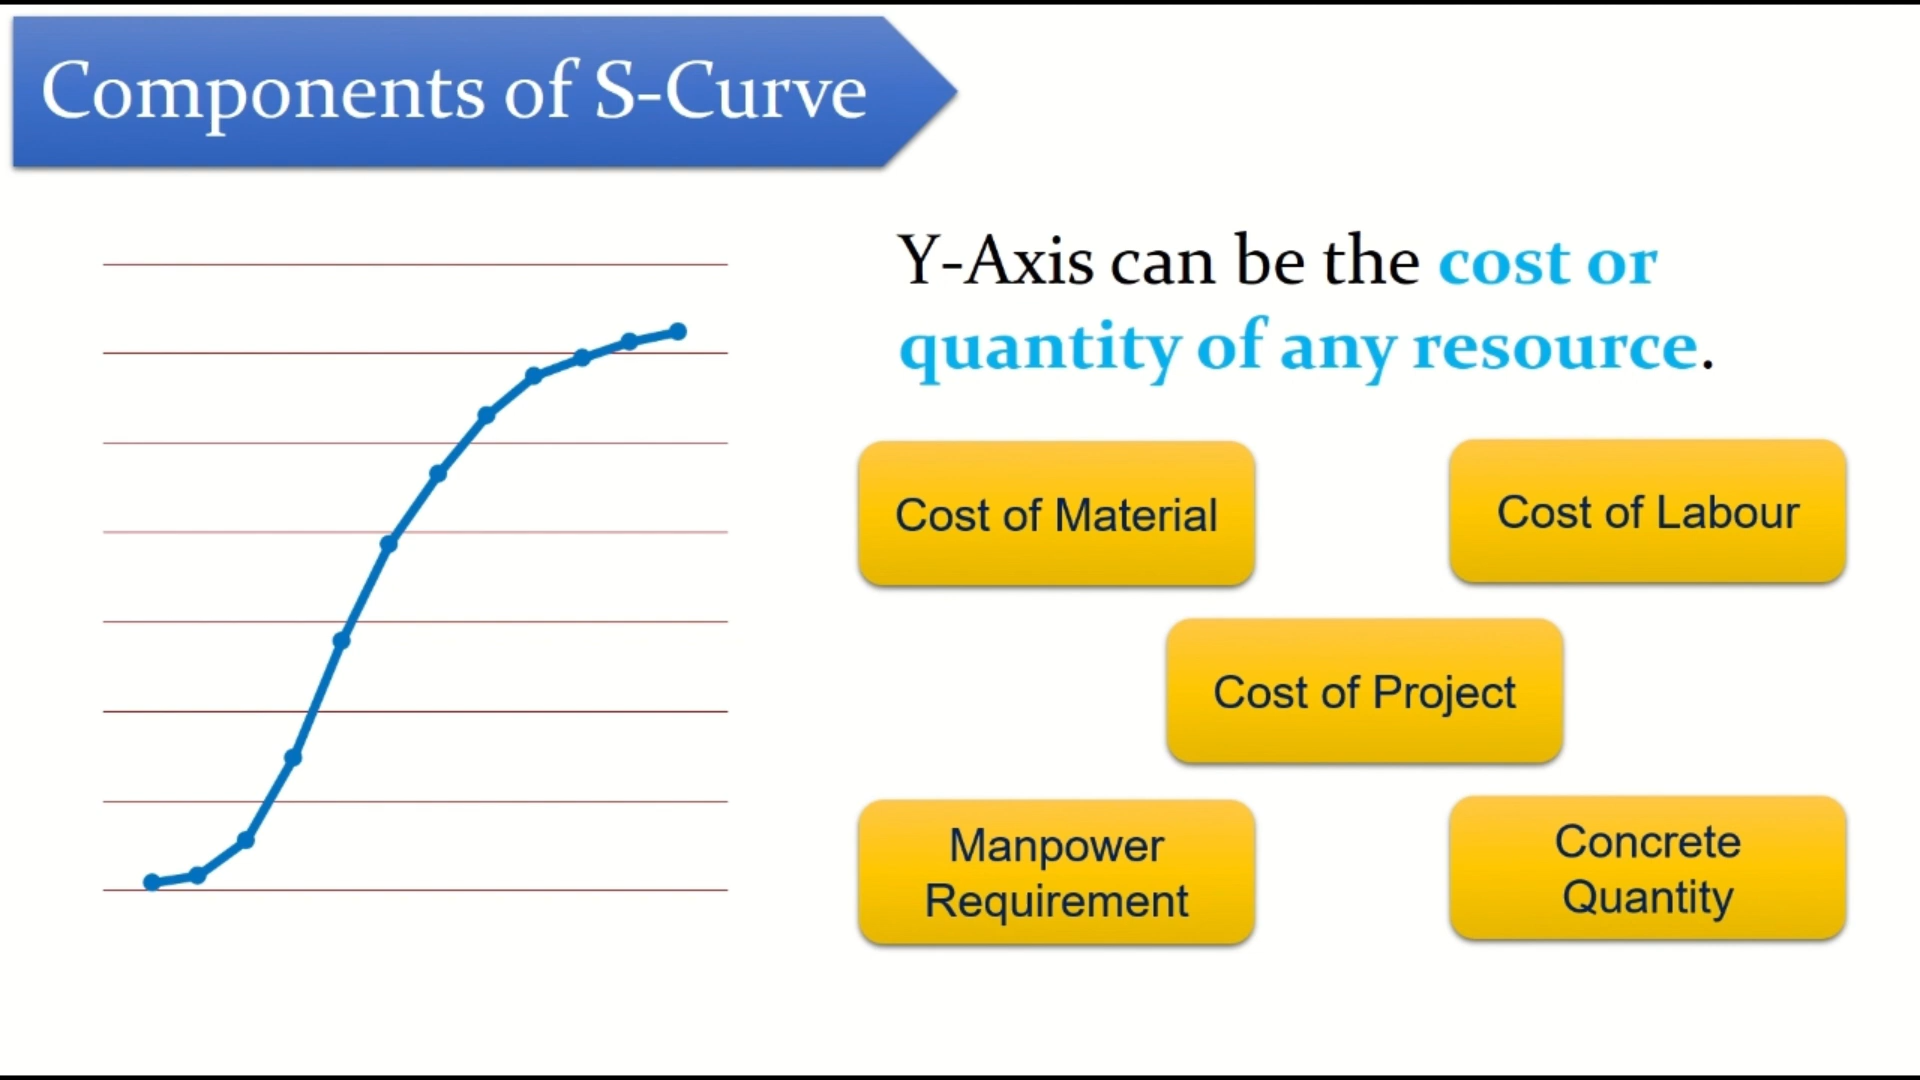 Components of S-Curve
Y-Axis can be the cost or
quantity of any resource.
Cost of Material
Cost of Labour
Cost of Project
Manpower
Requirement
Concrete
Quantity